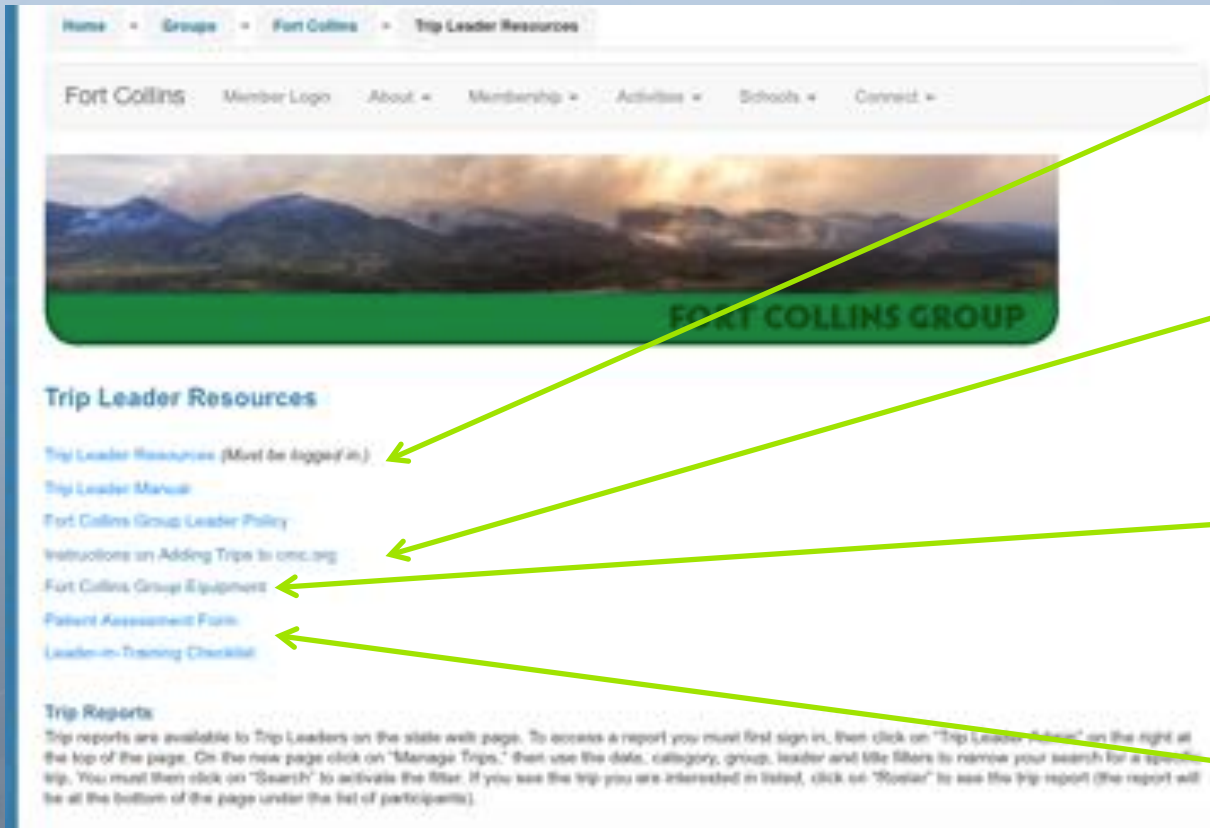 Home - Groups - Fort Collins - Trip Leader Resources
Fort Collins Member Login About Membership Activities Schools Connect
FORT COLLINS GROUP
Trip Leader Resources
Trip Leader Resources (Must be logged in.)
Trip Leader Manual
Fort Collins Group Leader Policy
Instructions on Adding Trips to cmc.org
Fort Collins Group Equipment
Patient Assessment Form
Leader-in-Training Checklist
Trip Reports
Trip reports are available to Trip Leaders on the state web page. To access a report you must first sign in, then click on "Trip Leader Admin" on the right at
the top of the page. On the new page click on "Manage Trips," then use the date, category, group, leader and title filters to narrow your search for a specific
trip. You must then click on "Search" to activate the filter. If you see the trip you are interested in listed, click on "Roster" to see the trip report (the report will
be at the bottom of the page under the list of participants).